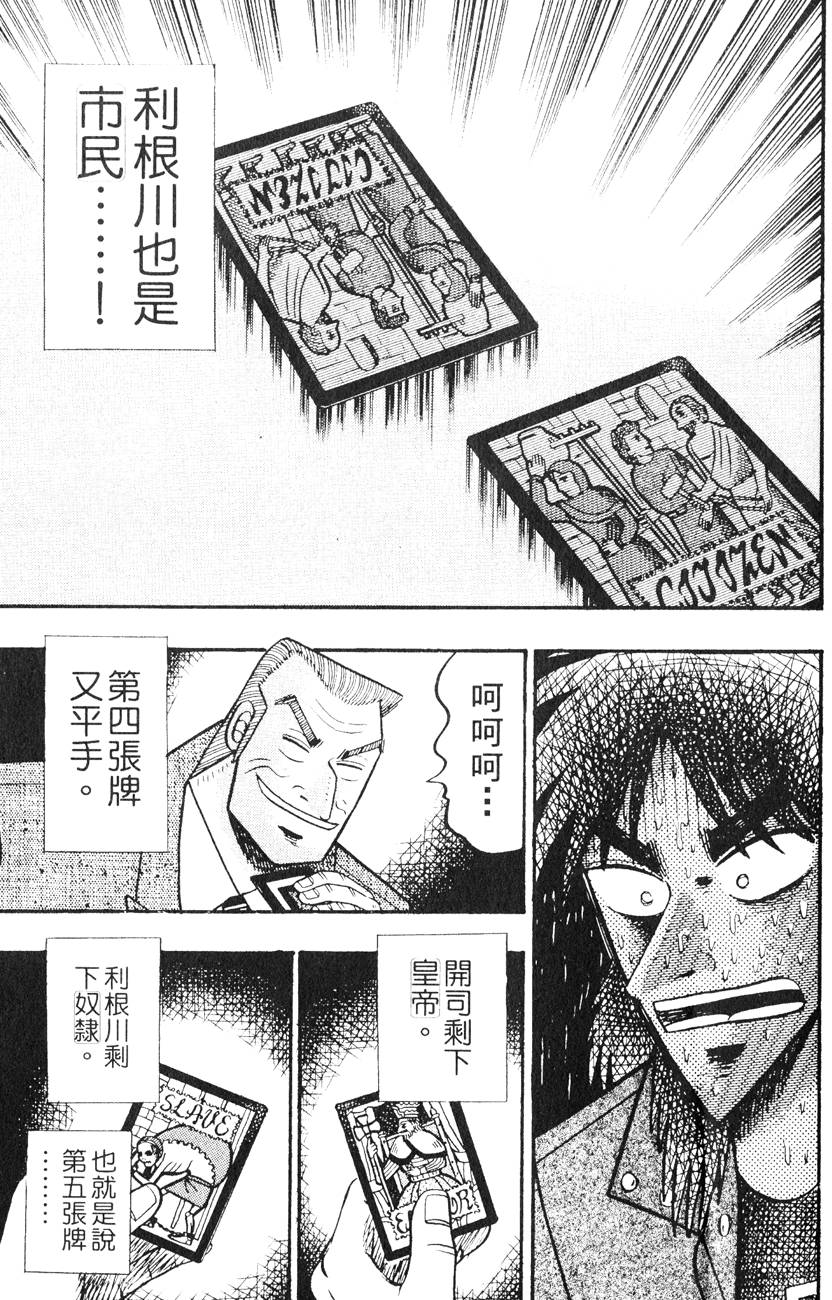 利根川也是
市民……！
CITIZEN
CITIZEN
呵呵呵…
第四張牌
又平手。
開司剩下
皇帝。
EMPEROR
利根川剩
下奴隸。
SLAVE
也就是說
第五張牌
………